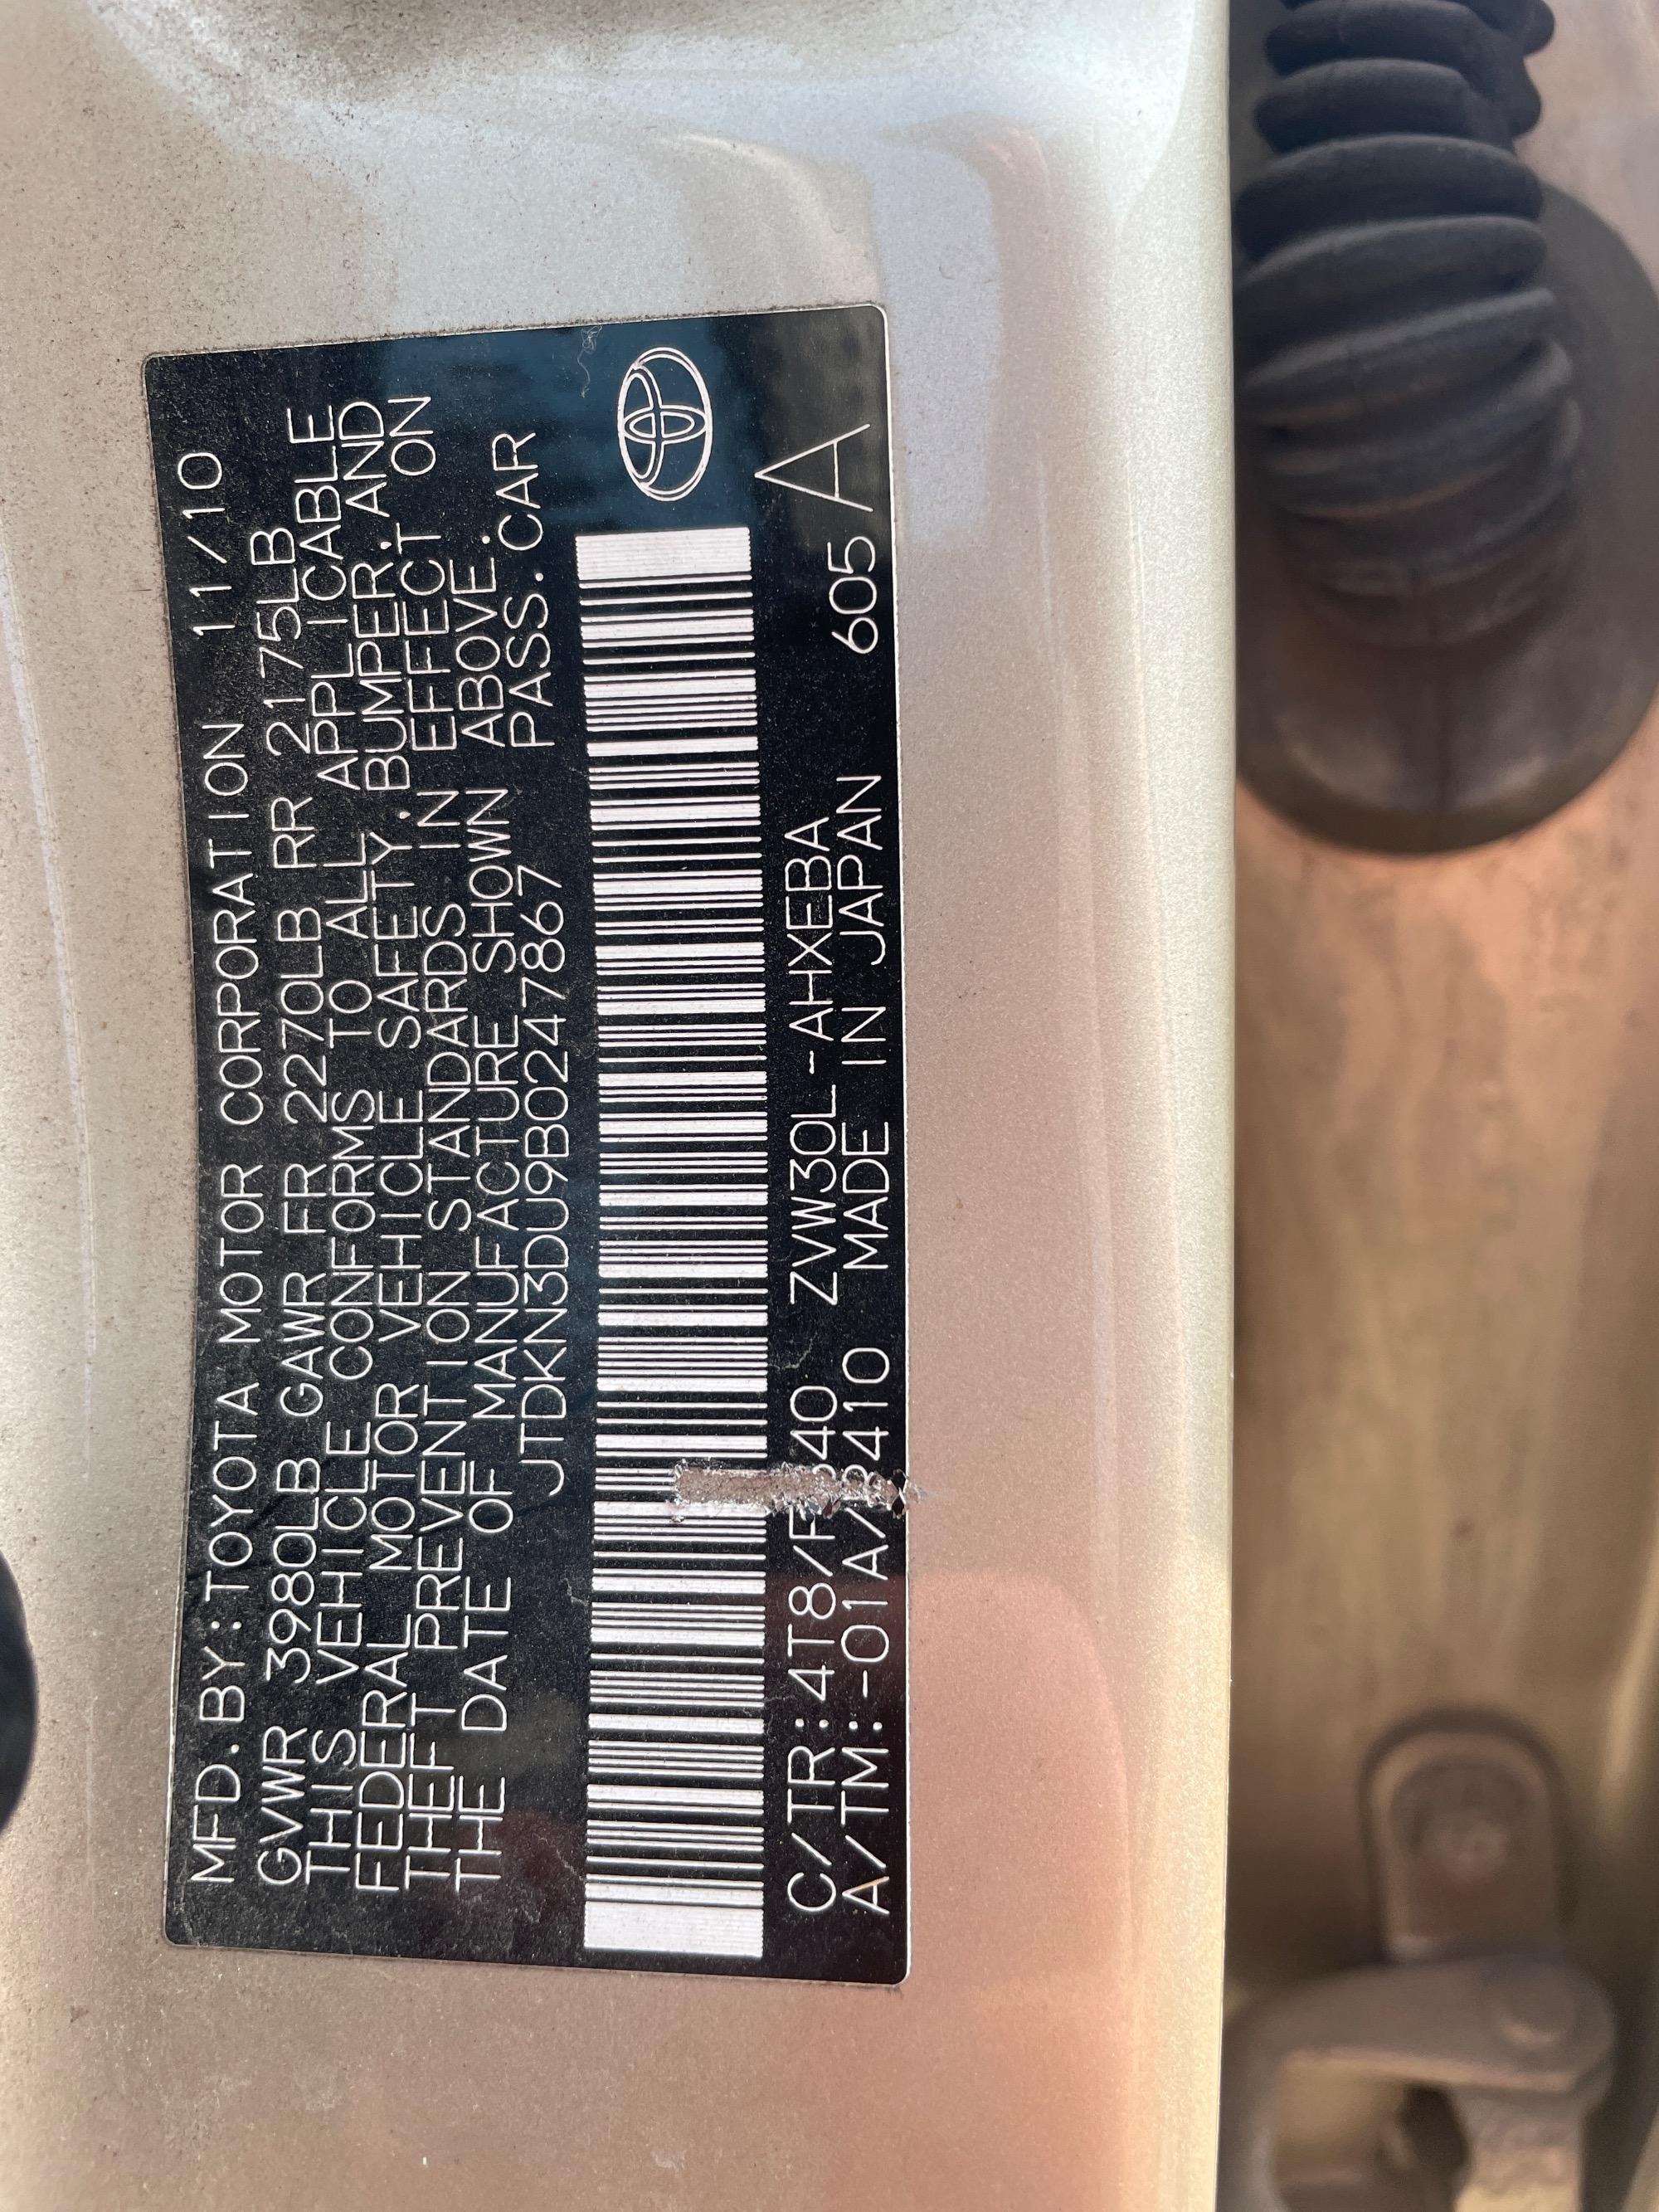 MFD.BY:TOYOTA MOTOR CORPORATION 11/10
GVWR 3980LB GAWR FR 2270LB RR 2175LB
THIS VEHICLE CONFORMS TO ALL APPLICABLE
FEDERAL MOTOR VEHICLE SAFETY,BUMPER,AND
THEFT PREVENTION STANDARDS IN EFFECT ON
THE DATE OF MANUFACTURE SHOWN ABOVE.
JTDKN3DU9B0247867 PASS.CAR
C/TR:4T8/ ZVW30L-AHXEBA 605 A
A/TM:-01A/ MADE IN JAPAN